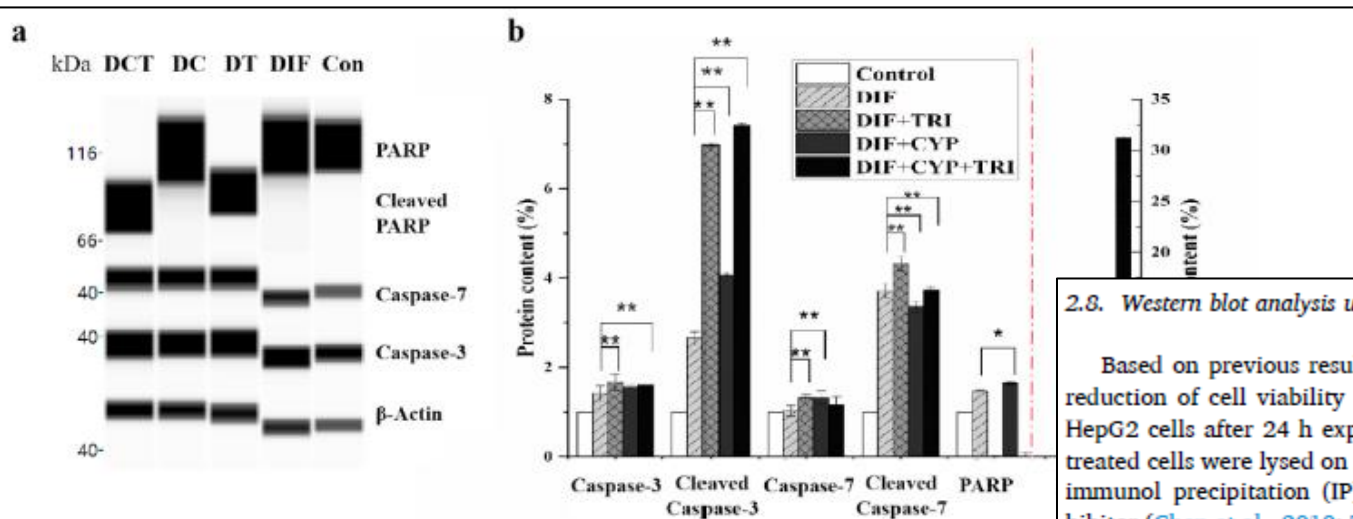 a
kDa DCT DC DT DIF Con
116-
PARP
Cleaved
PARP
66-
40-
Caspase-7
40-
Caspase-3
β-Actin
40-
b
Protein content (%)
8
6
4
2
0
** ** **
** **
** ** **
** **
*
Control
DIF
DIF+TRI
DIF+CYP
DIF+CYP+TRI
Caspase-3
Cleaved
Caspase-3
Caspase-7
Cleaved
Caspase-7
PARP
35
30
25
20
(%)
2.8. Western blot analysis
Based on previous
reduction of cell viability
HepG2 cells after 24 h
treated cells were lysed on
immunol precipitation (IP